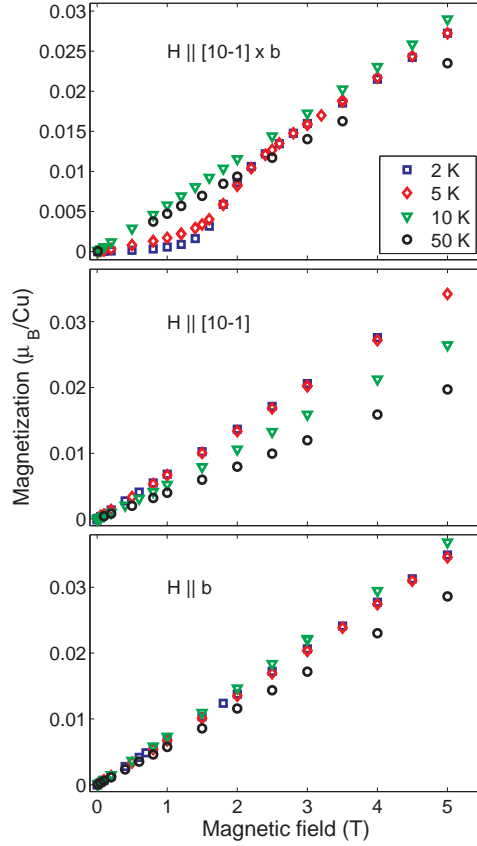 H || [10-1] x b
0.03
0.025
0.02
0.015
0.01
0.005
0
2 K
5 K
10 K
50 K
H || [10-1]
0.03
0.02
0.01
0
Magnetization (μ_B/Cu)
H || b
0.03
0.02
0.01
0
0 1 2 3 4 5
Magnetic field (T)